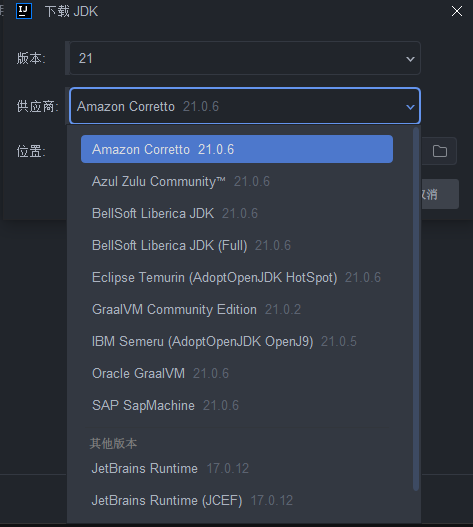 IJ 下载 JDK
版本: 21
供应商: Amazon Corretto 21.0.6
位置:
Amazon Corretto 21.0.6
Azul Zulu Community™ 21.0.6
BellSoft Liberica JDK 21.0.6
BellSoft Liberica JDK (Full) 21.0.6
Eclipse Temurin (AdoptOpenJDK HotSpot) 21.0.6
GraalVM Community Edition 21.0.2
IBM Semeru (AdoptOpenJDK OpenJ9) 21.0.5
Oracle GraalVM 21.0.6
SAP SapMachine 21.0.6
其他版本
JetBrains Runtime 17.0.12
JetBrains Runtime (JCEF) 17.0.12